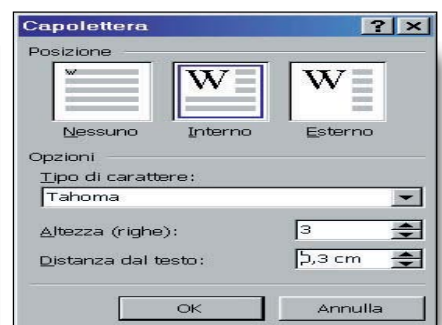 Capolettera
Posizione
W W W
Nessuno Interno Esterno
Opzioni
Tipo di carattere:
Tahoma
Altezza (righe): 3
Distanza dal testo: 0,3 cm
OK Annulla